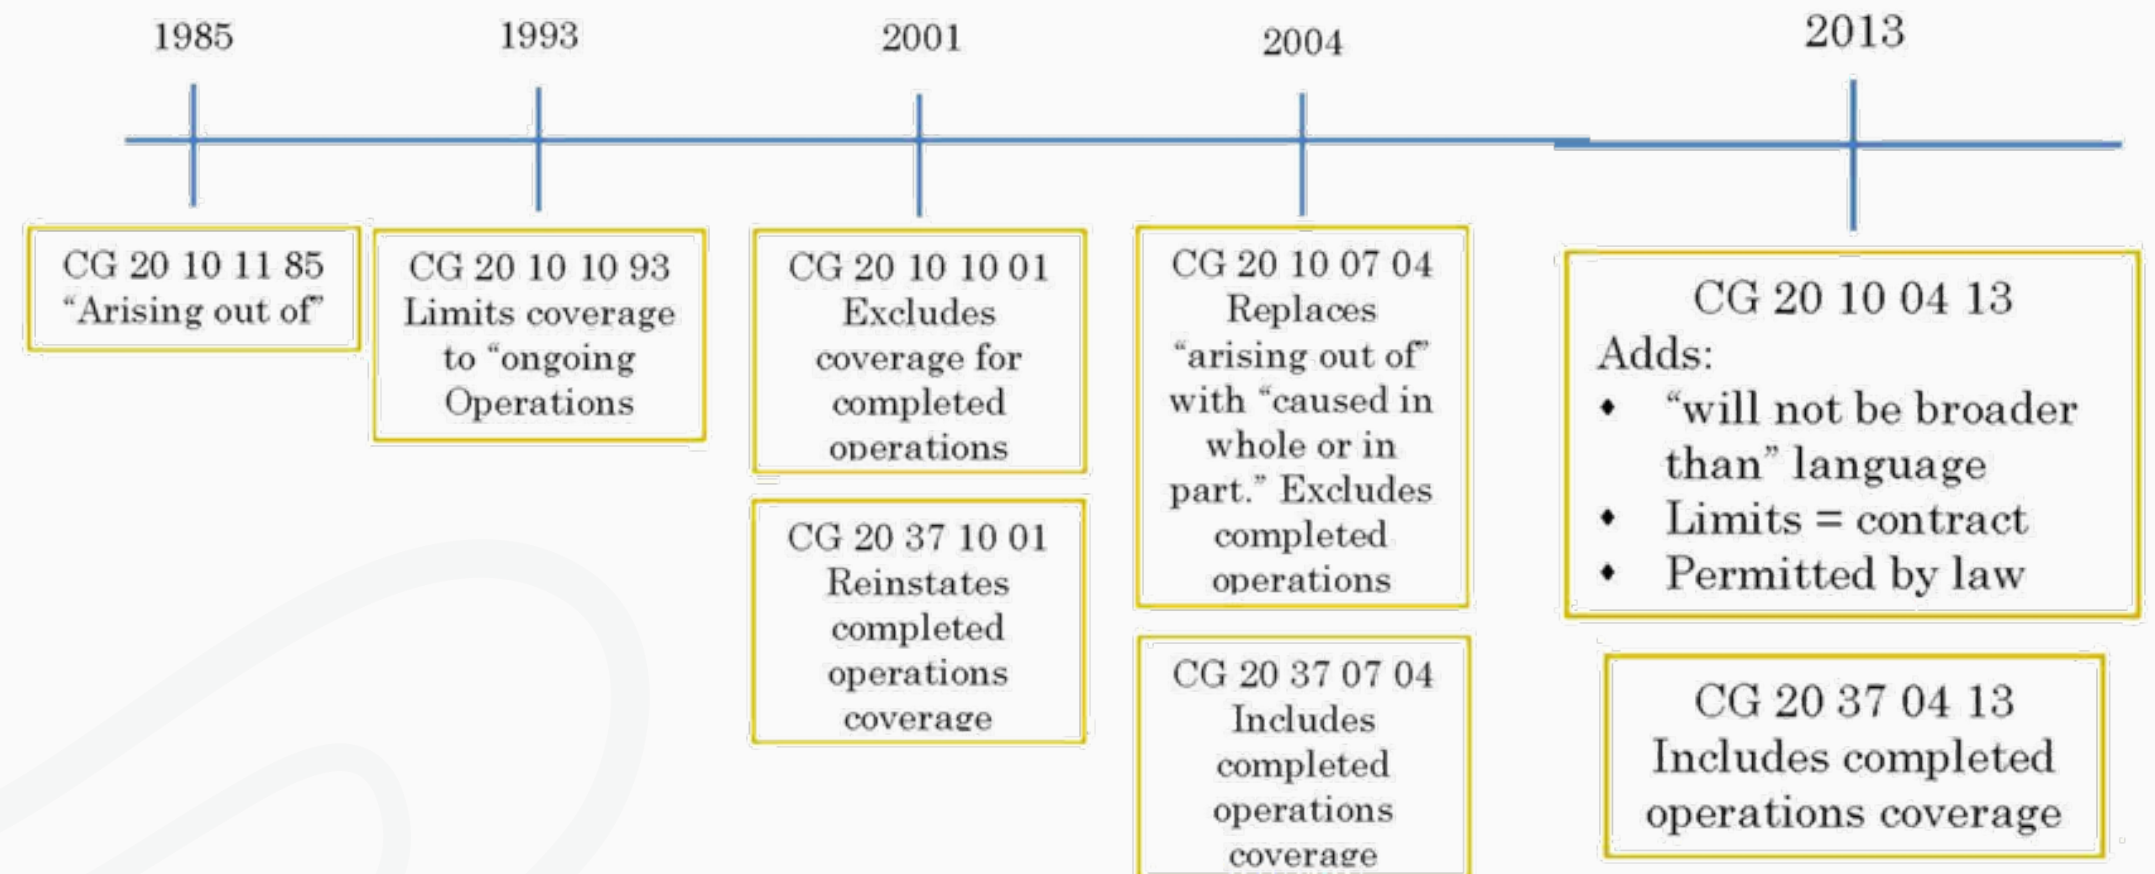 1985
1993
2001
2004
2013
CG 20 10 11 85
“Arising out of”
CG 20 10 10 93
Limits coverage
to “ongoing
Operations
CG 20 10 10 01
Excludes
coverage for
completed
operations
CG 20 37 10 01
Reinstates
completed
operations
coverage
CG 20 10 07 04
Replaces
“arising out of”
with “caused in
whole or in
part.” Excludes
completed
operations
CG 20 37 07 04
Includes
completed
operations
coverage
CG 20 10 04 13
Adds:
♦ “will not be broader
than” language
♦ Limits = contract
♦ Permitted by law
CG 20 37 04 13
Includes completed
operations coverage